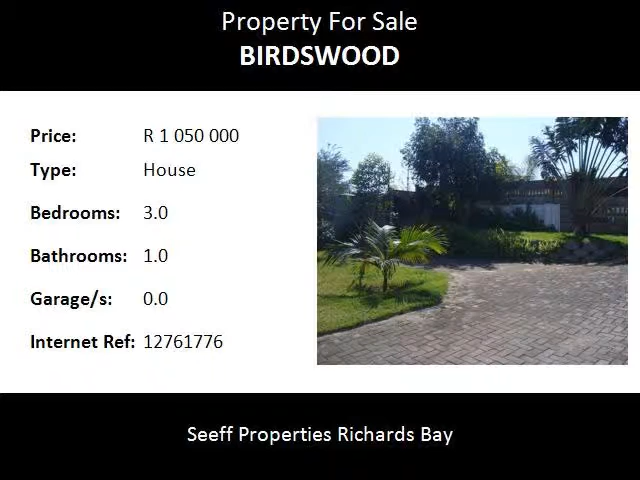 Property For Sale
BIRDSWOOD
Price: R 1 050 000
Type: House
Bedrooms: 3.0
Bathrooms: 1.0
Garage/s: 0.0
Internet Ref: 12761776
Seeff Properties Richards Bay